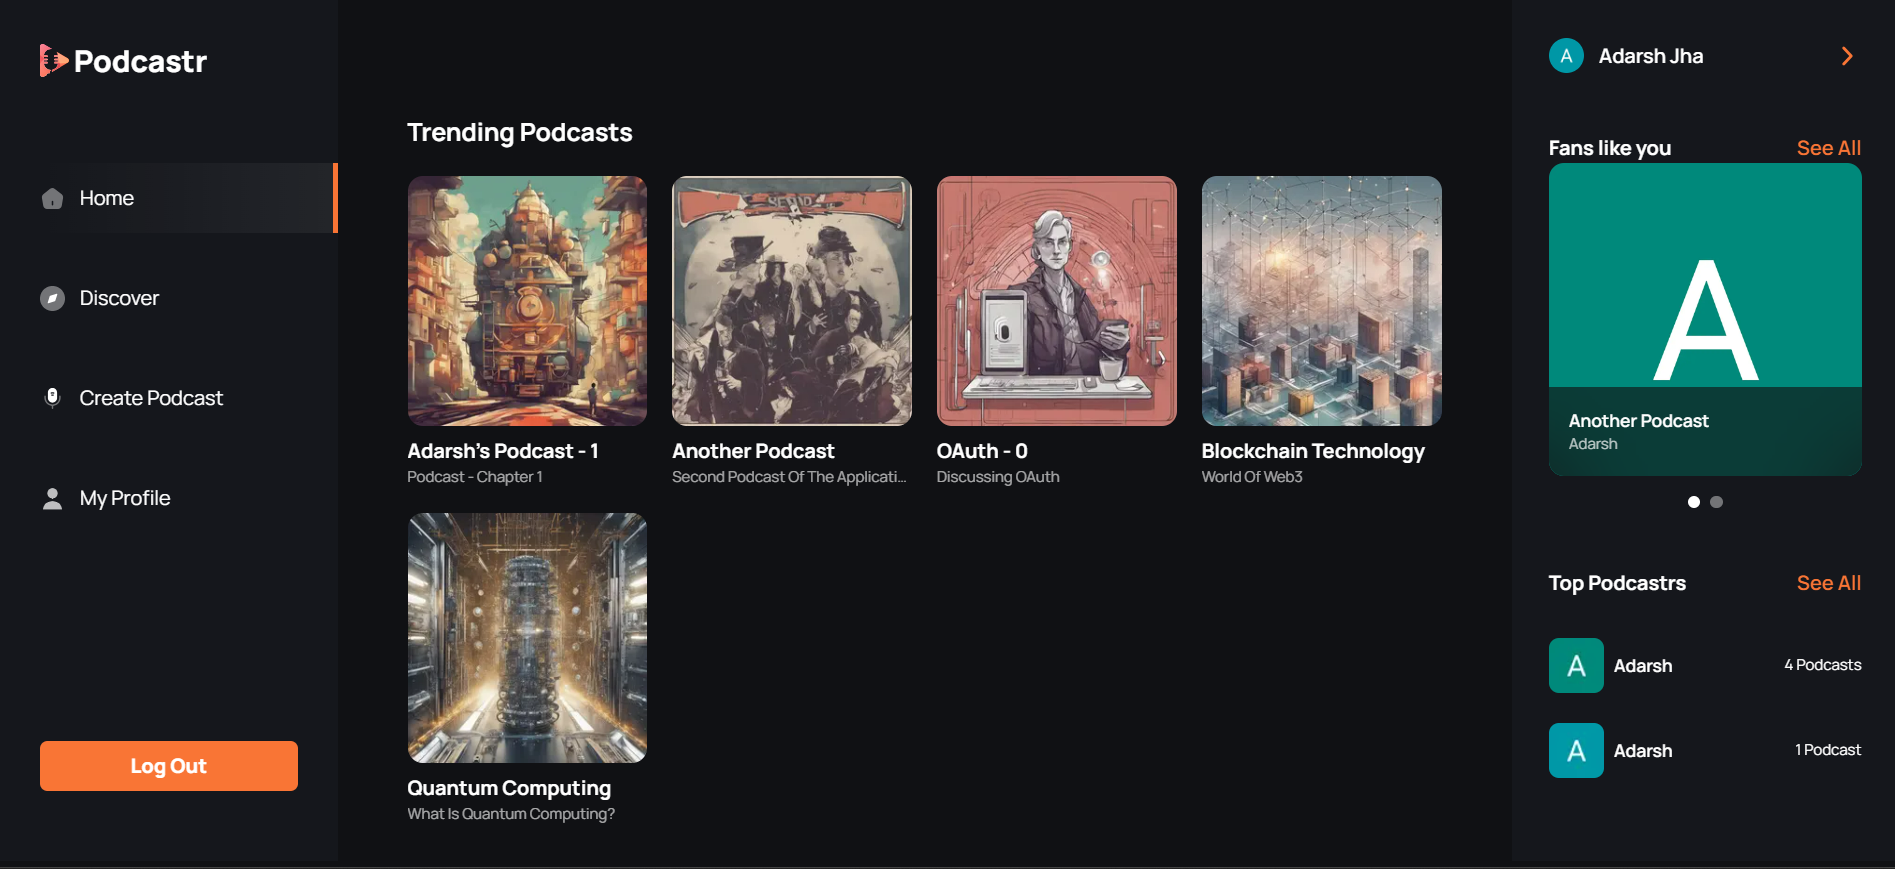 Podcastr
Home
Discover
Create Podcast
My Profile
Log Out
Trending Podcasts
Adarsh's Podcast - 1
Podcast - Chapter 1
Another Podcast
Second Podcast Of The Applicati...
OAuth - 0
Discussing OAuth
Blockchain Technology
World Of Web3
Quantum Computing
What Is Quantum Computing?
A Adarsh Jha
Fans like you See All
A
Another Podcast
Adarsh
Top Podcastrs See All
A Adarsh 4 Podcasts
A Adarsh 1 Podcast